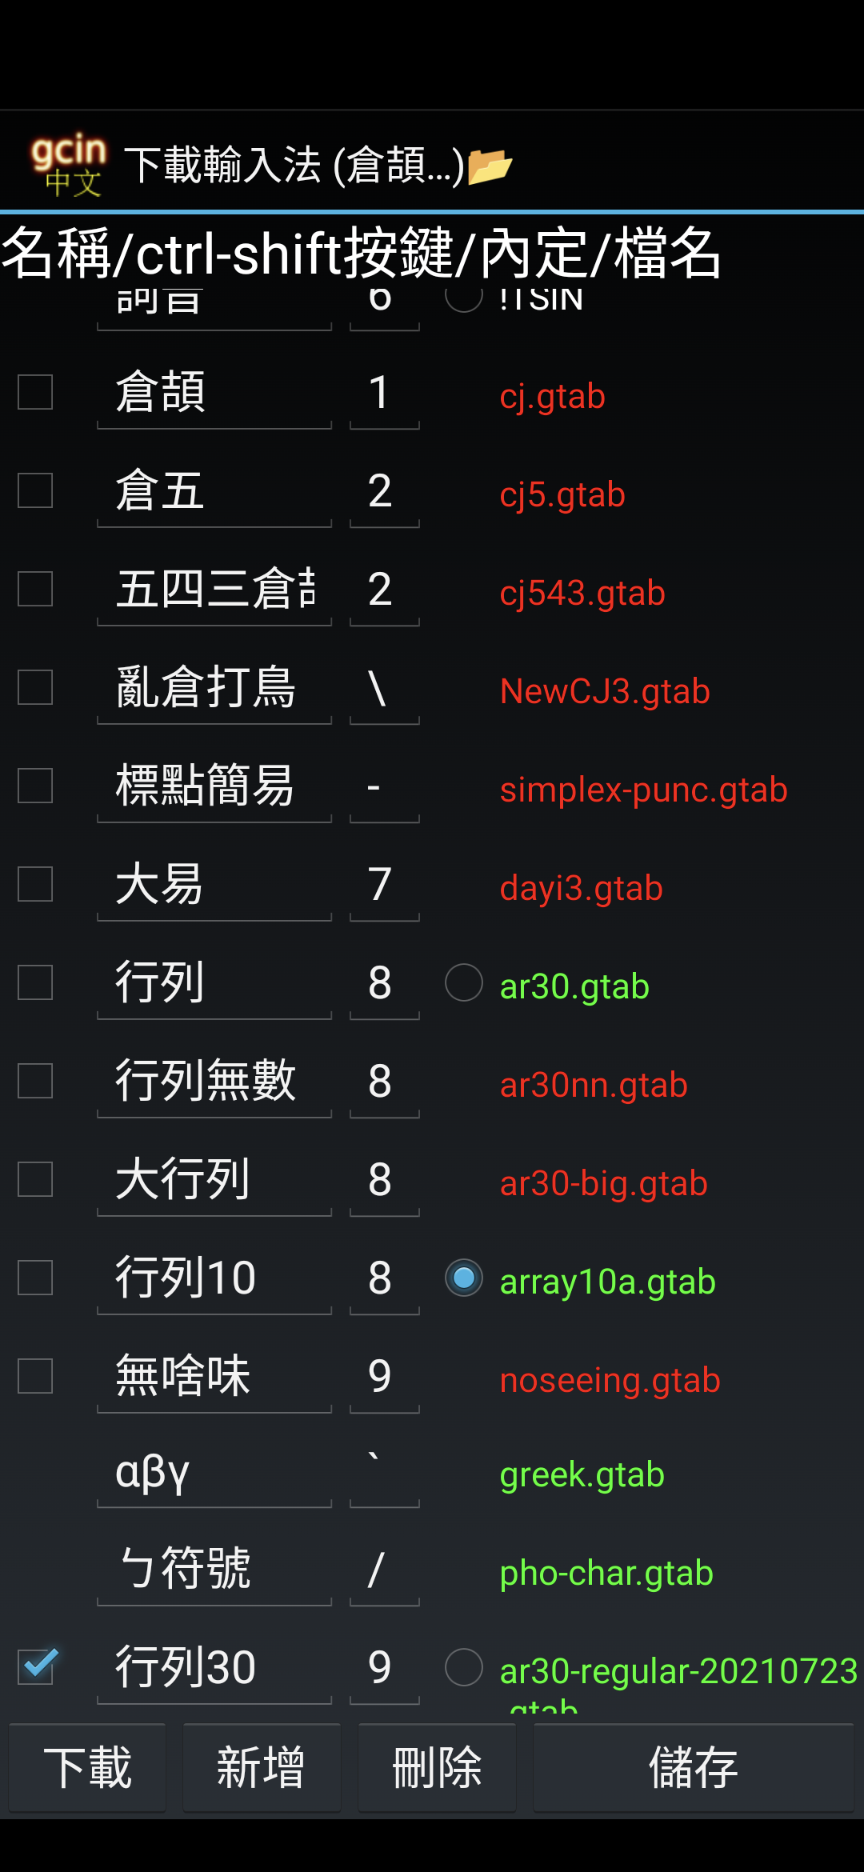 gcin
中文
下載輸入法 (倉頡...)📂
名稱/ctrl-shift按鍵/內定/檔名
詞音 6 !TSIN
倉頡 1 cj.gtab
倉五 2 cj5.gtab
五四三倉 2 cj543.gtab
亂倉打鳥 \ NewCJ3.gtab
標點簡易 - simplex-punc.gtab
大易 7 dayi3.gtab
行列 8 ar30.gtab
行列無數 8 ar30nn.gtab
大行列 8 ar30-big.gtab
行列10 8 array10a.gtab
無啥味 9 noseeing.gtab
αβγ ` greek.gtab
ㄅ符號 / pho-char.gtab
行列30 9 ar30-regular-20210723
.gtab
下載 新增 刪除 儲存